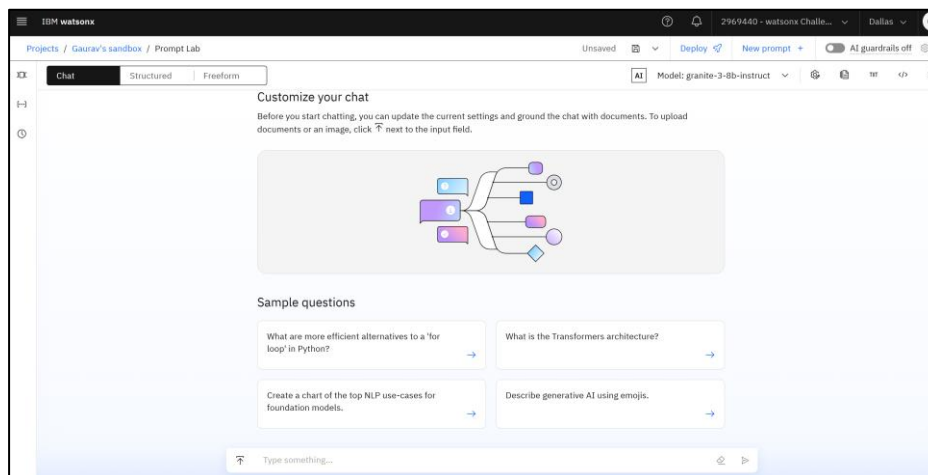 IBM watsonx
2969440 - watsonx Challe...
Dallas
Projects / Gaurav's sandbox / Prompt Lab
Unsaved
Deploy
New prompt +
AI guardrails off
Chat
Structured
Freeform
AI
Model: granite-3-8b-instruct
</>
Customize your chat
Before you start chatting, you can update the current settings and ground the chat with documents. To upload
documents or an image, click ↑ next to the input field.
Sample questions
What are more efficient alternatives to a 'for
loop' in Python?
What is the Transformers architecture?
Create a chart of the top NLP use-cases for
foundation models.
Describe generative AI using emojis.
Type something...